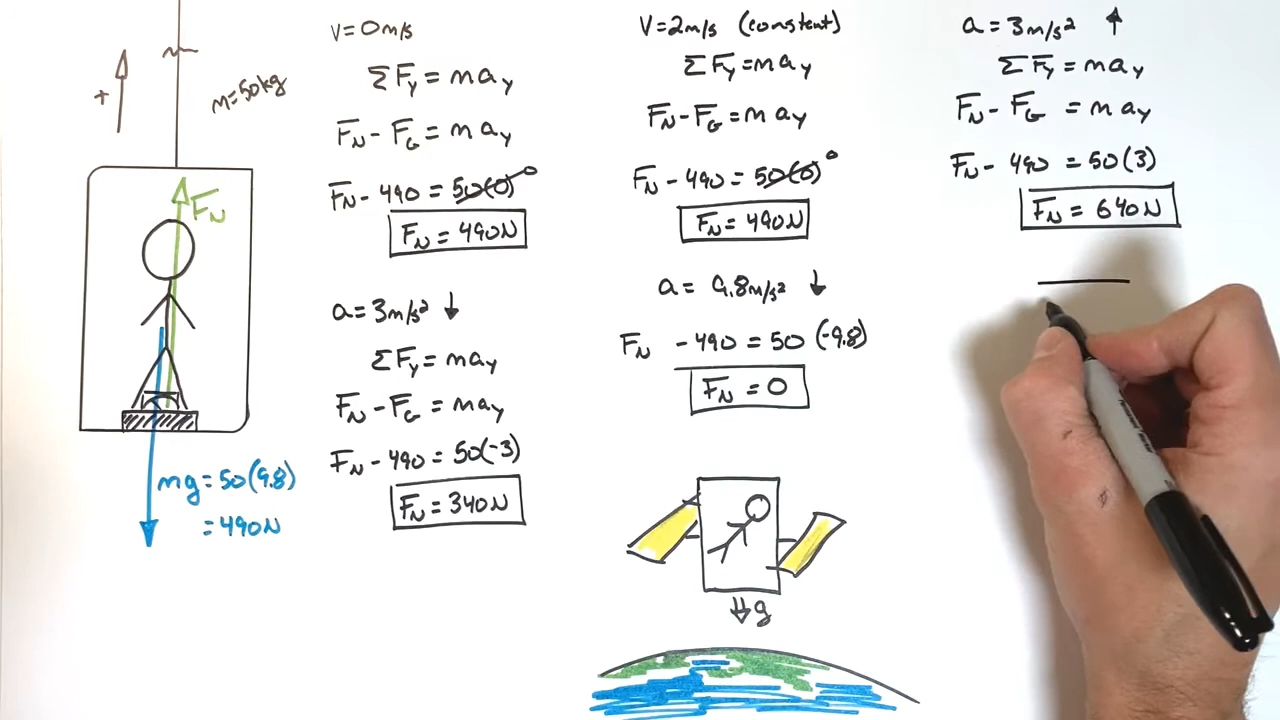 +
m=50kg
F_N
mg = 50(9.8)
= 490N
V=0m/s
ΣF_y = ma_y
F_N - F_G = ma_y
F_N - 490 = 50(0) 0
F_N = 490N
a = 3m/s² ↓
ΣF_y = ma_y
F_N - F_G = ma_y
F_N - 490 = 50(-3)
F_N = 340N
V=2m/s (constant)
ΣF_y = ma_y
F_N - F_G = ma_y
F_N - 490 = 50(0) 0
F_N = 490N
a = 9.8m/s² ↓
F_N - 490 = 50(-9.8)
F_N = 0
g
a = 3m/s² ↑
ΣF_y = ma_y
F_N - F_G = ma_y
F_N - 490 = 50(3)
F_N = 640N